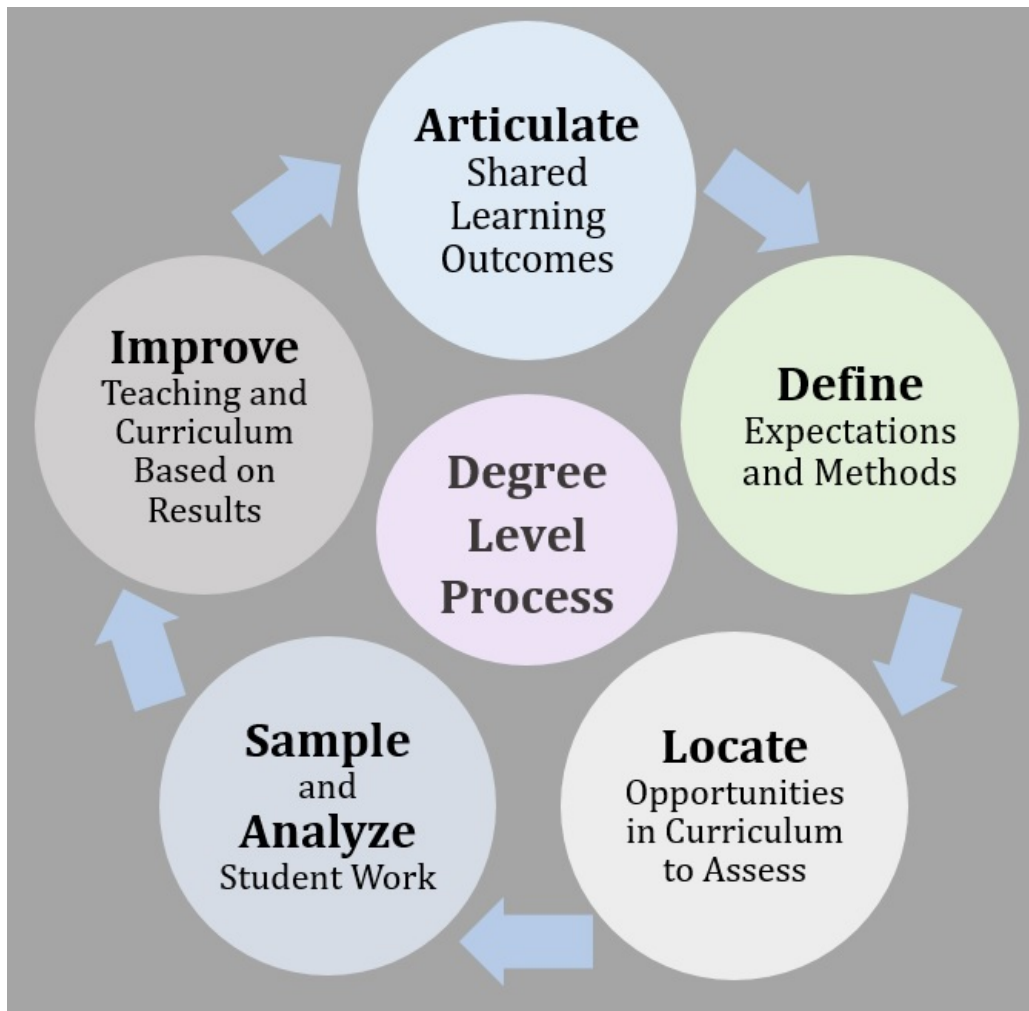 Articulate
Shared
Learning
Outcomes
Define
Expectations
and Methods
Locate
Opportunities
in Curriculum
to Assess
Sample
and
Analyze
Student Work
Improve
Teaching and
Curriculum
Based on
Results
Degree
Level
Process